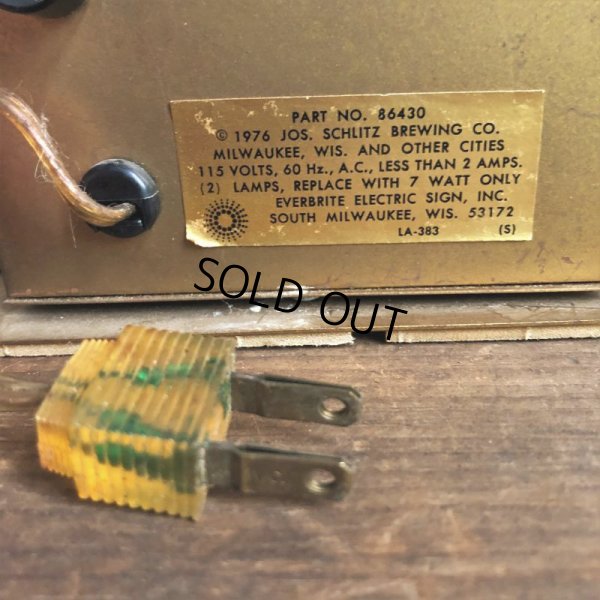 PART NO. 86430
© 1976 JOS. SCHLITZ BREWING CO.
MILWAUKEE, WIS. AND OTHER CITIES
115 VOLTS, 60 Hz., A.C., LESS THAN 2 AMPS.
(2) LAMPS, REPLACE WITH 7 WATT ONLY
EVERBRITE ELECTRIC SIGN, INC.
SOUTH MILWAUKEE, WIS. 53172
LA-383 (S)
SOLD OUT